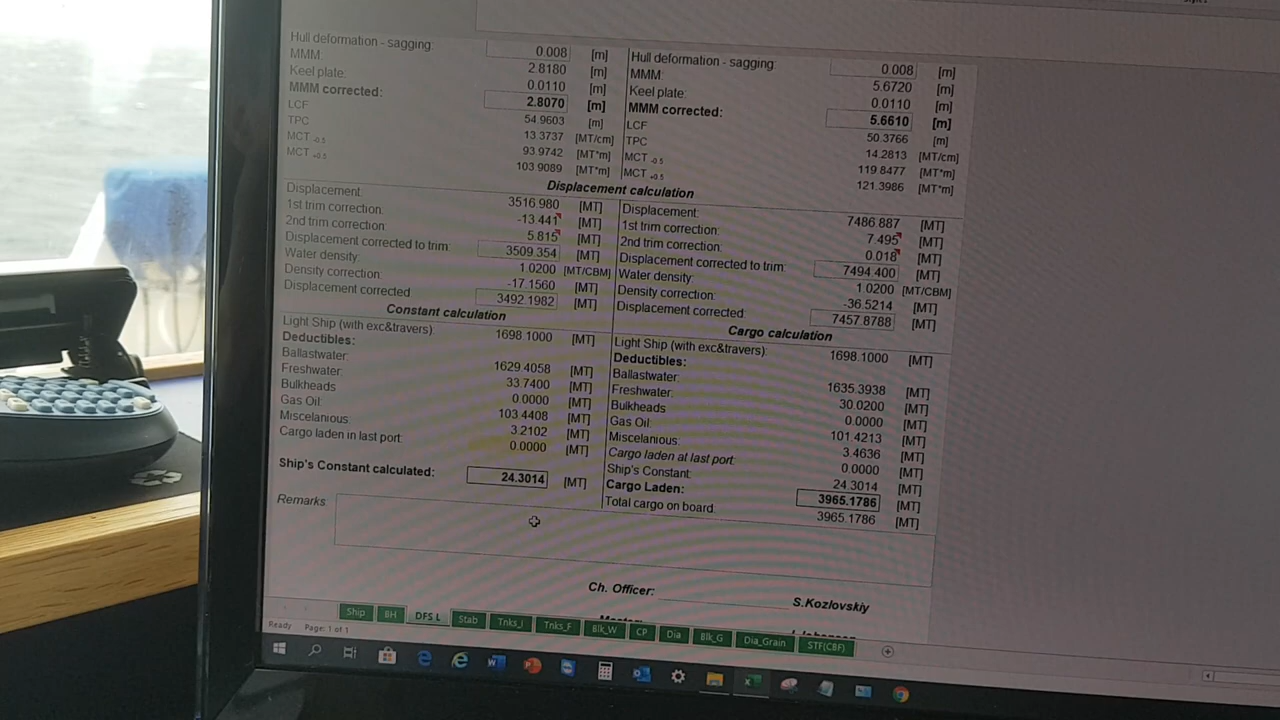 Hull deformation - sagging: 0.008 [m]
MMM: 2.8180 [m]
Keel plate: 0.0110 [m]
MMM corrected: 2.8070 [m]
LCF 54.9603 [m]
TPC 13.3737 [MT/cm]
MCT -0.5 93.9742 [MT*m]
MCT +0.5 103.9089 [MT*m]
Hull deformation - sagging: 0.008 [m]
MMM: 5.6720 [m]
Keel plate: 0.0110 [m]
MMM corrected: 5.6610 [m]
LCF 50.3766 [m]
TPC 14.2813 [MT/cm]
MCT -0.5 119.8477 [MT*m]
MCT +0.5 121.3986 [MT*m]
Displacement calculation
Displacement: 3516.980 [MT]
1st trim correction: -13.441 [MT]
2nd trim correction: 5.815 [MT]
Displacement corrected to trim: 3509.354 [MT]
Water density: 1.0200 [MT/CBM]
Density correction: -17.1560 [MT]
Displacement corrected 3492.1982 [MT]
Displacement: 7486.887 [MT]
1st trim correction: 7.495 [MT]
2nd trim correction: 0.018 [MT]
Displacement corrected to trim: 7494.400 [MT]
Water density: 1.0200 [MT/CBM]
Density correction: -36.5214 [MT]
Displacement corrected: 7457.8788 [MT]
Constant calculation
Light Ship (with exc&travers): 1698.1000 [MT]
Deductibles:
Ballastwater: 1629.4058 [MT]
Freshwater: 33.7400 [MT]
Bulkheads 0.0000 [MT]
Gas Oil: 103.4408 [MT]
Miscelanious: 3.2102 [MT]
Cargo laden in last port: 0.0000 [MT]
Ship's Constant calculated: 24.3014 [MT]
Cargo calculation
Light Ship (with exc&travers): 1698.1000 [MT]
Deductibles:
Ballastwater: 1635.3938 [MT]
Freshwater: 30.0200 [MT]
Bulkheads 0.0000 [MT]
Gas Oil: 101.4213 [MT]
Miscelanious: 3.4636 [MT]
Cargo laden at last port: 0.0000 [MT]
Ship's Constant: 24.3014 [MT]
Cargo Laden: 3965.1786 [MT]
Total cargo on board: 3965.1786 [MT]
Remarks
Ch. Officer: S.Kozlovskiy
Ship BH DFS L Stab Tnks_I Tnks_F Blk_W CP Dia Blk_G Dia_Grain STF(CBF)
Ready Page: 1 of 1